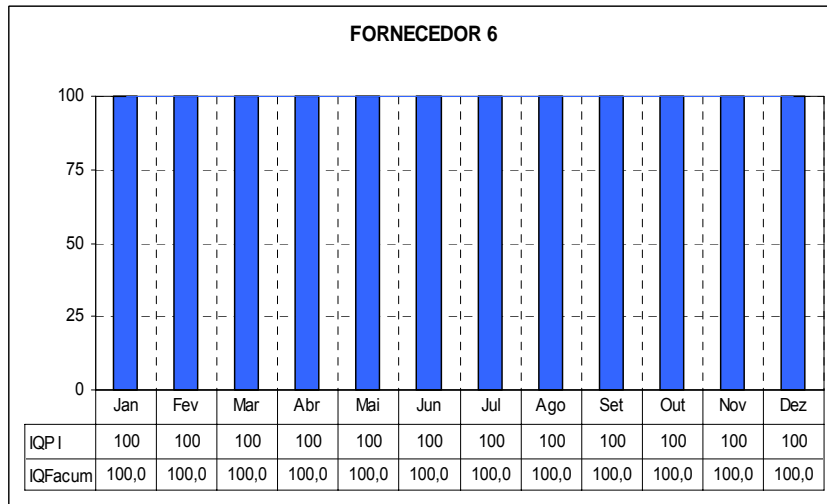 FORNECEDOR 6
100
75
50
25
0
Jan Fev Mar Abr Mai Jun Jul Ago Set Out Nov Dez
IQPI 100 100 100 100 100 100 100 100 100 100 100 100
IQFacum 100,0 100,0 100,0 100,0 100,0 100,0 100,0 100,0 100,0 100,0 100,0 100,0